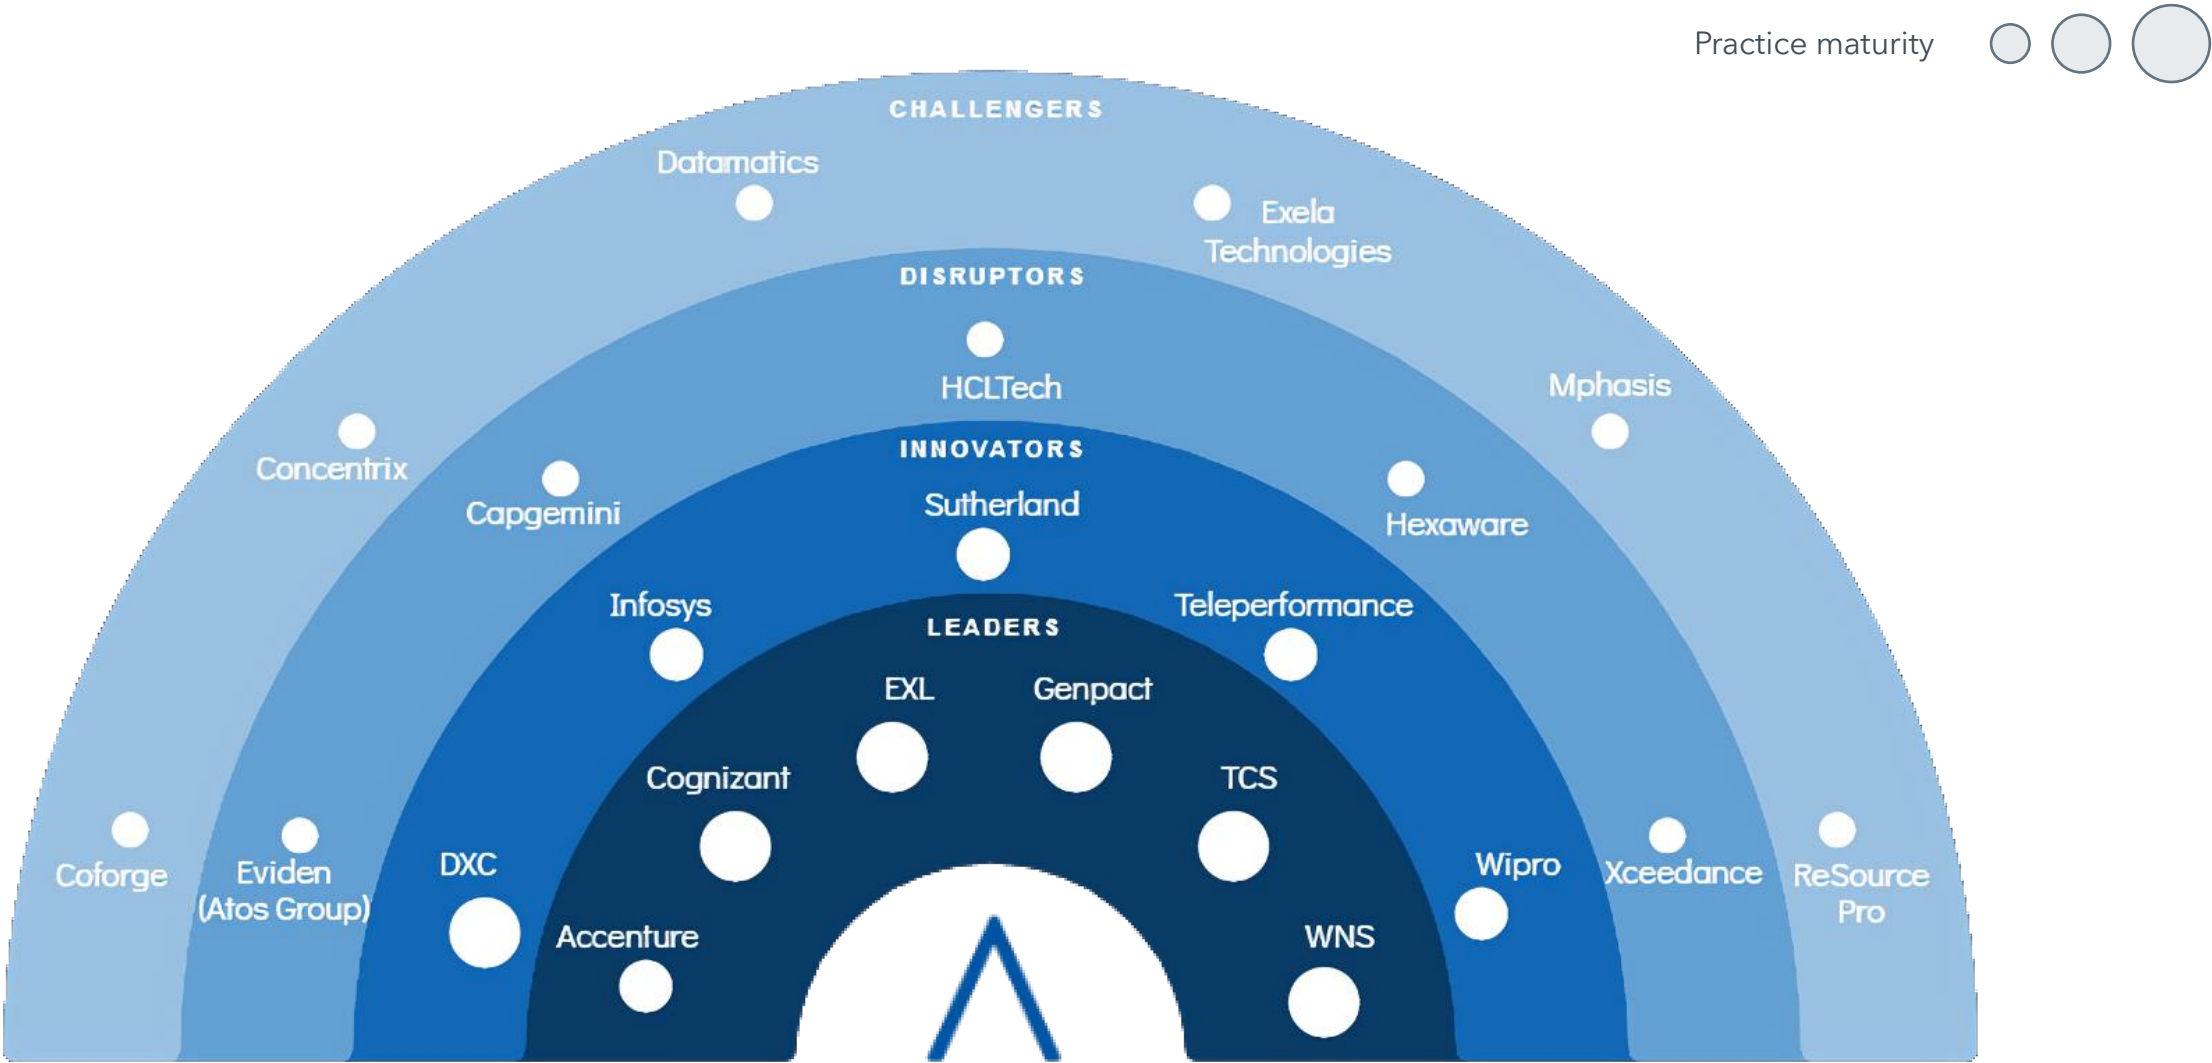 Practice maturity
CHALLENGERS
Datamatics
Exela
Technologies
Concentrix
Mphasis
Coforge
ReSource
Pro
DISRUPTORS
HCLTech
Capgemini
Hexaware
Eviden
(Atos Group)
Xceedance
INNOVATORS
Sutherland
Infosys
Teleperformance
DXC
Wipro
LEADERS
EXL
Genpact
Cognizant
TCS
Accenture
WNS